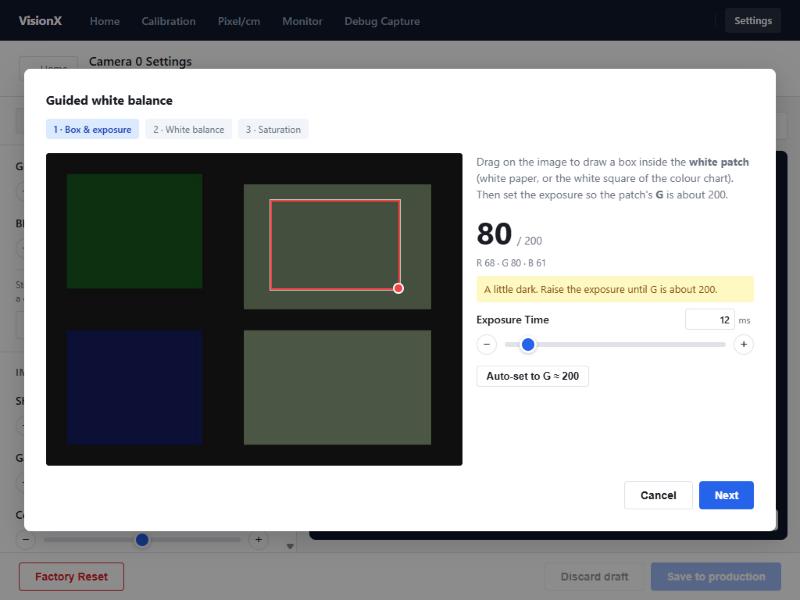 VisionX
Home
Calibration
Pixel/cm
Monitor
Debug Capture
Settings
Camera 0 Settings
Guided white balance
1 · Box & exposure
2 · White balance
3 · Saturation
Drag on the image to draw a box inside the white patch
(white paper, or the white square of the colour chart).
Then set the exposure so the patch's G is about 200.
80 / 200
R 68 · G 80 · B 61
A little dark. Raise the exposure until G is about 200.
Exposure Time
12 ms
−
+
Auto-set to G ≈ 200
Cancel
Next
−
+
Factory Reset
Discard draft
Save to production